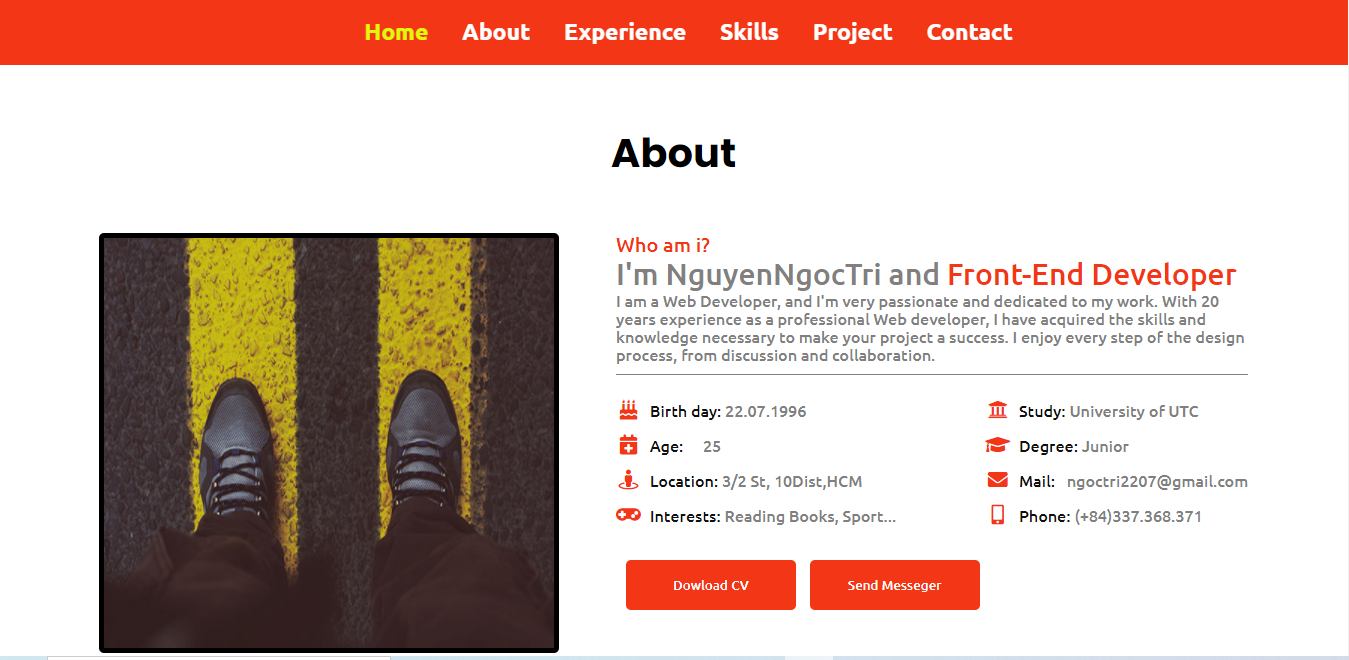 Home About Experience Skills Project Contact
About
Who am i?
I'm NguyenNgocTri and Front-End Developer
I am a Web Developer, and I'm very passionate and dedicated to my work. With 20
years experience as a professional Web developer, I have acquired the skills and
knowledge necessary to make your project a success. I enjoy every step of the design
process, from discussion and collaboration.
Birth day: 22.07.1996
Study: University of UTC
Age: 25
Degree: Junior
Location: 3/2 St, 10Dist,HCM
Mail: ngoctri2207@gmail.com
Interests: Reading Books, Sport...
Phone: (+84)337.368.371
Dowload CV
Send Messeger